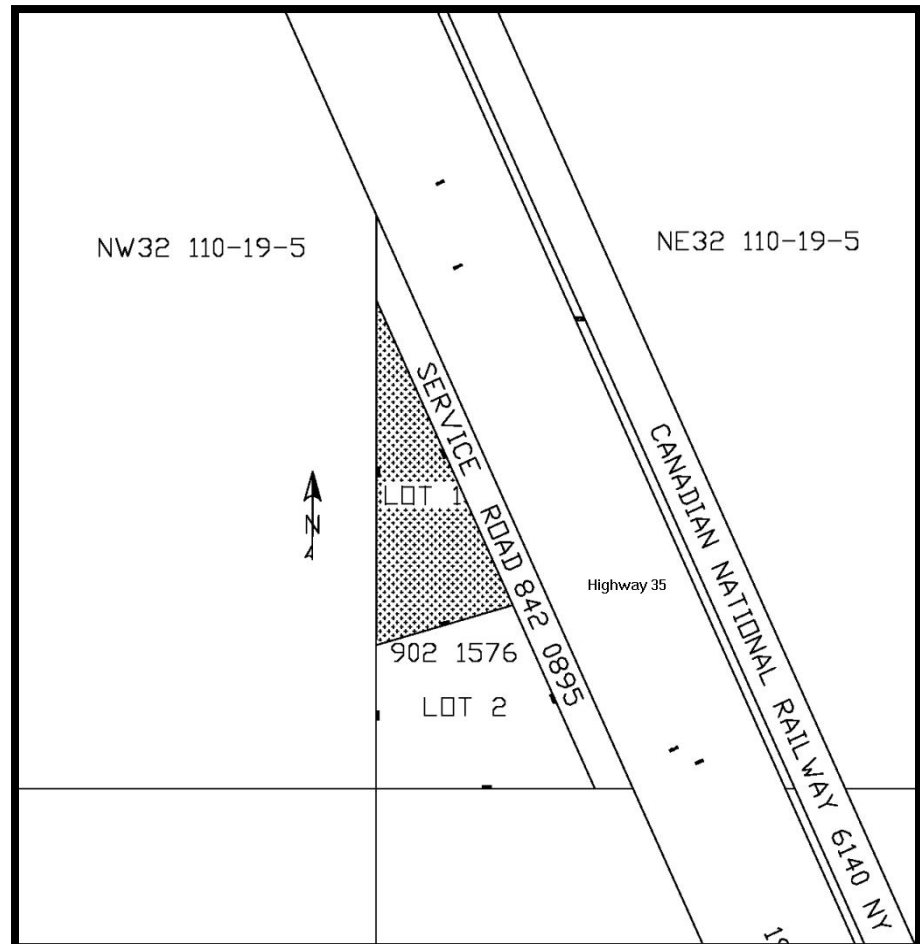 NW32 110-19-5
NE32 110-19-5
SERVICE ROAD 842 0895
CANADIAN NATIONAL RAILWAY 6140 NY
LOT 1
N
Highway 35
902 1576
LOT 2